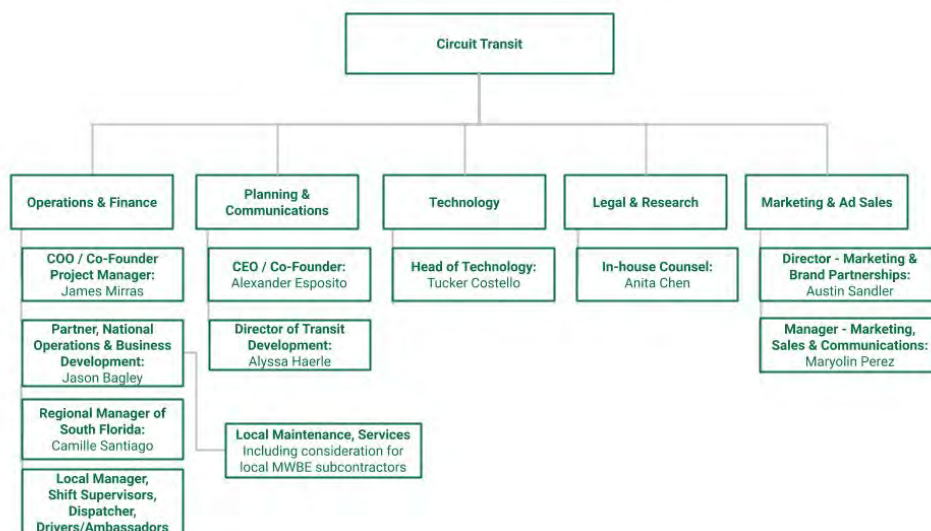 Circuit Transit
Operations & Finance
COO / Co-Founder
Project Manager:
James Mirras
Partner, National
Operations & Business
Development:
Jason Bagley
Regional Manager of
South Florida:
Camille Santiago
Local Manager,
Shift Supervisors,
Dispatcher,
Drivers/Ambassadors
Planning &
Communications
CEO / Co-Founder:
Alexander Esposito
Director of Transit
Development:
Alyssa Haerle
Local Maintenance, Services
Including consideration for
local MWBE subcontractors
Technology
Head of Technology:
Tucker Costello
Legal & Research
In-house Counsel:
Anita Chen
Marketing & Ad Sales
Director - Marketing &
Brand Partnerships:
Austin Sandler
Manager - Marketing,
Sales & Communications:
Maryolin Perez